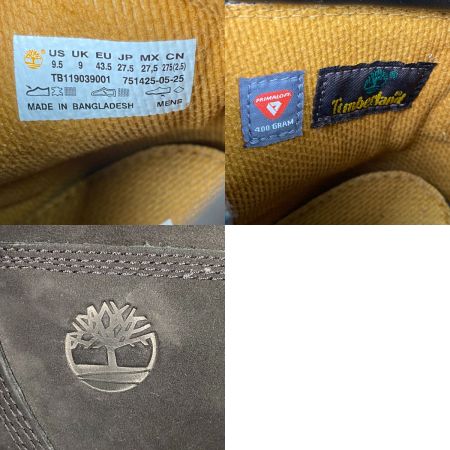 US UK EU JP MX CN
9.5 9 43.5 27.5 27.5 275(2.5)
TB119039001 751425-05-25
MADE IN BANGLADESH MENS
PRIMALOFT
400 GRAM
Timberland